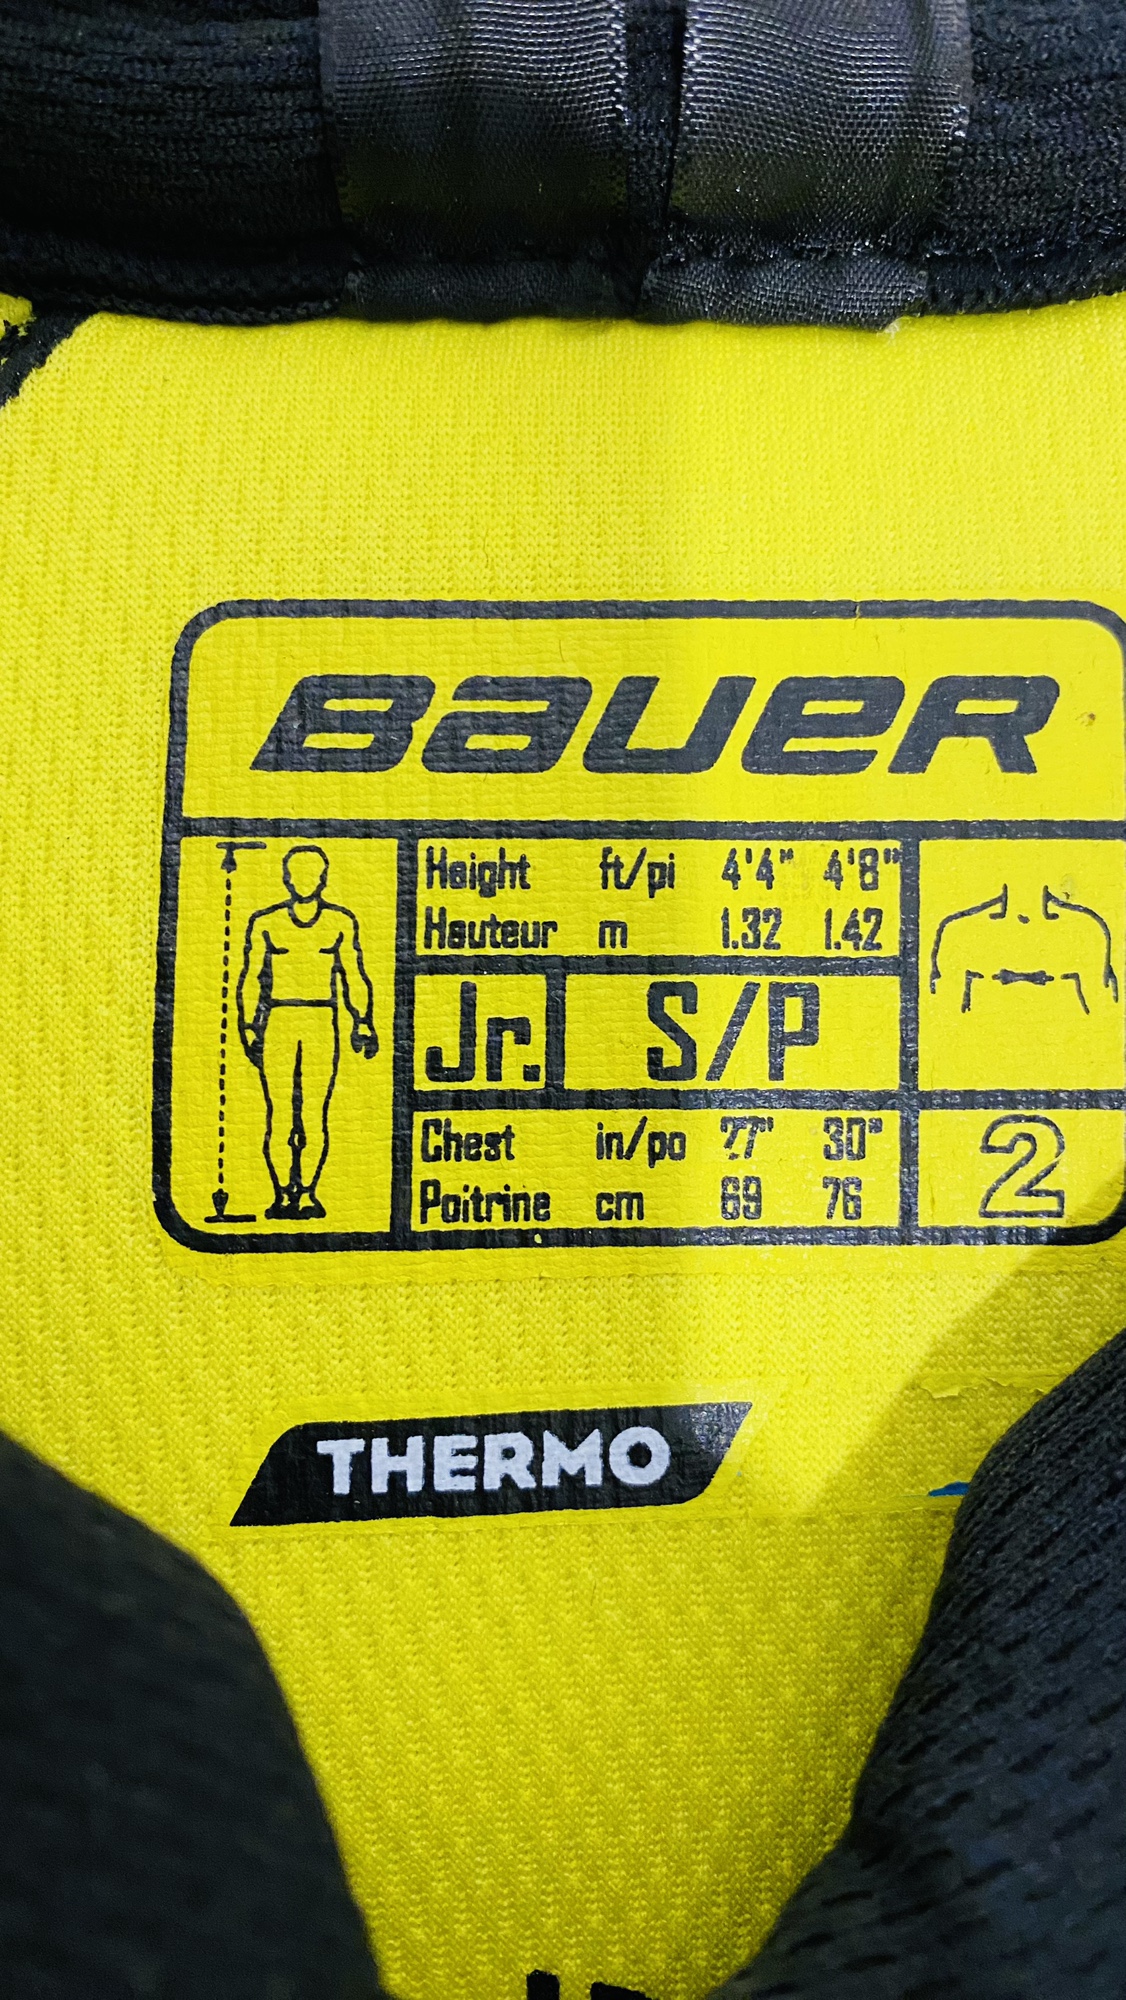 BAUER
Height ft/pi 4'4" 4'8"
Hauteur m 1.32 1.42
Jr. S/P
Chest in/po 27" 30"
Poitrine cm 69 76
2
THERMO